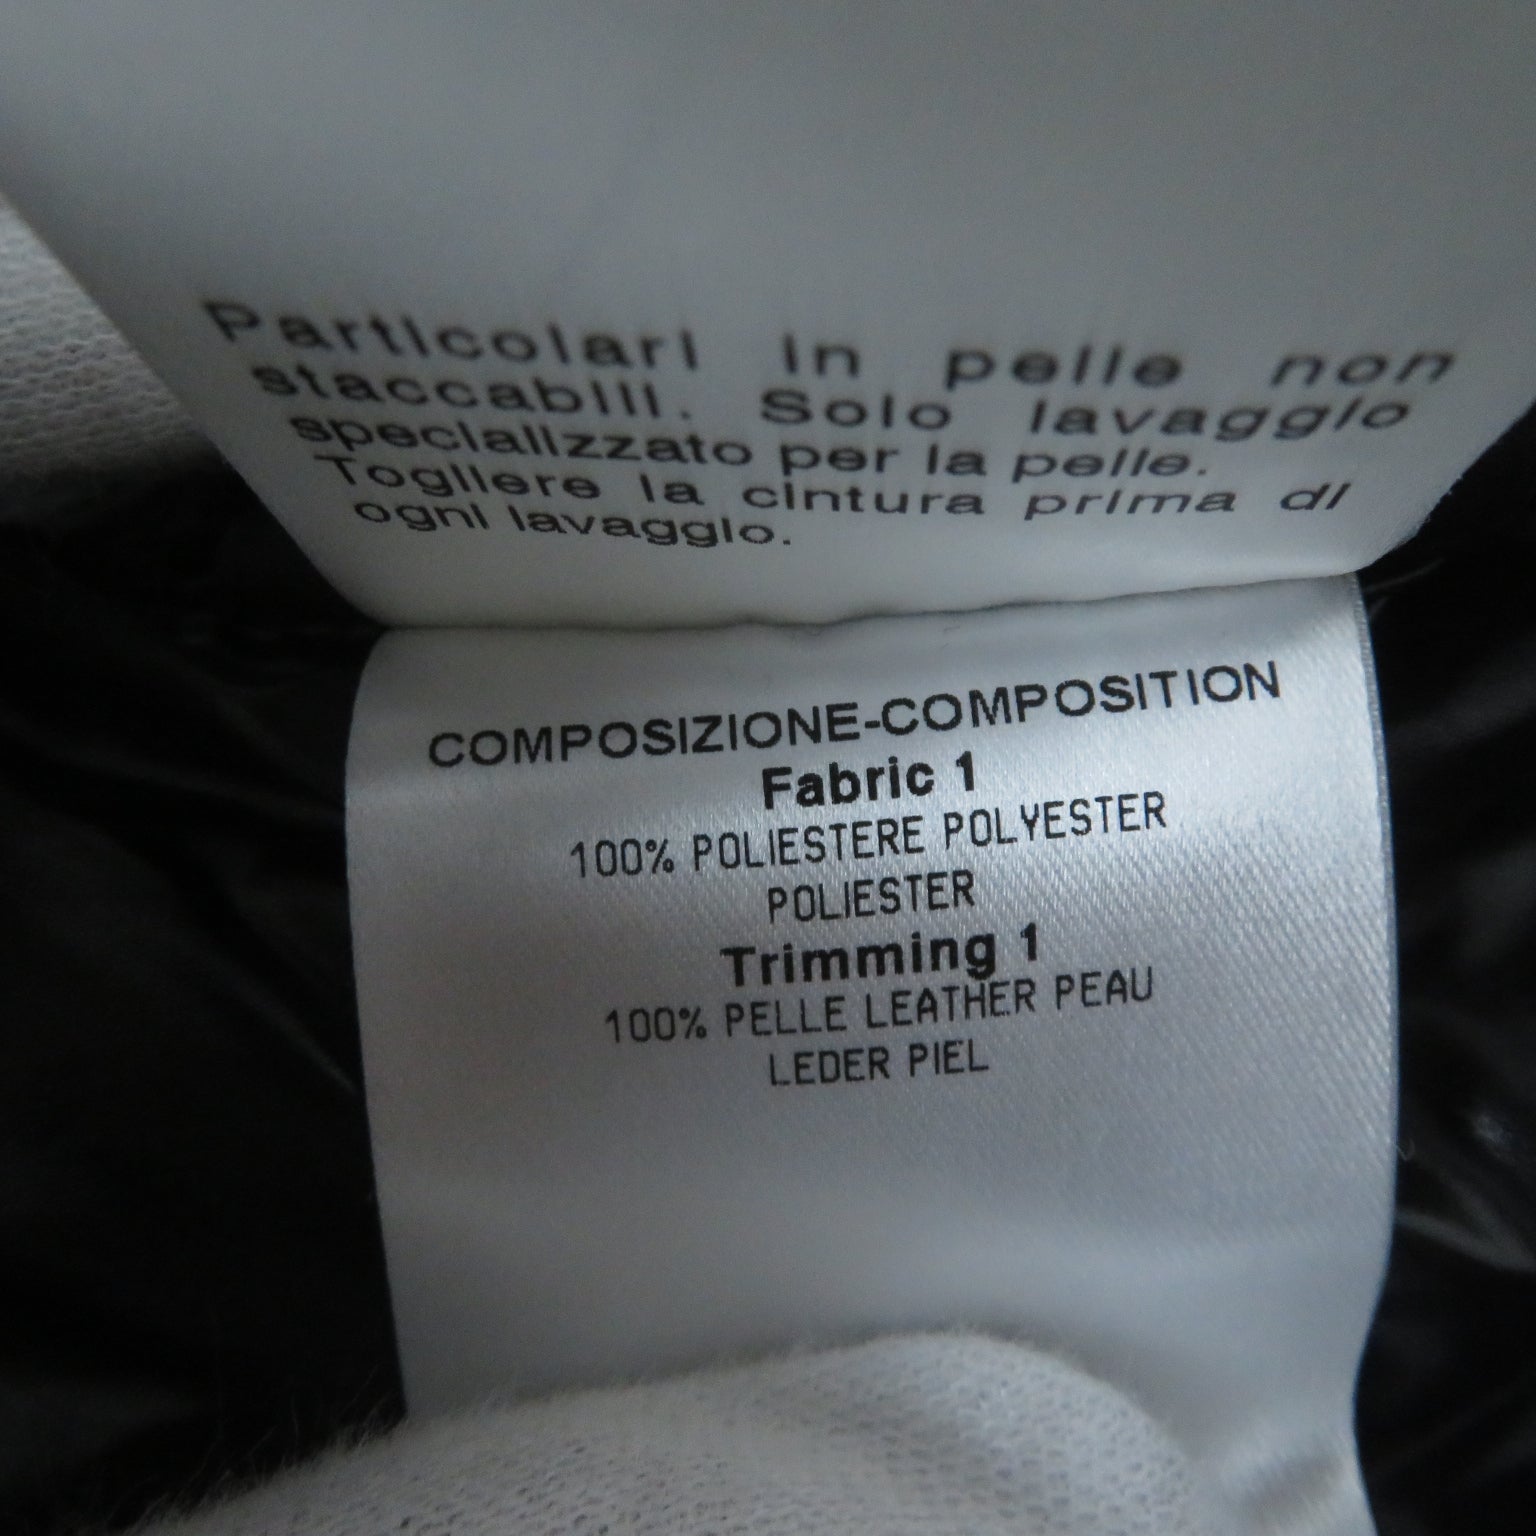 Particolari in pelle non
staccabili. Solo lavaggio
specializzato per la pelle.
Togliere la cintura prima di
ogni lavaggio.
COMPOSIZIONE-COMPOSITION
Fabric 1
100% POLIESTERE POLYESTER
POLIESTER
Trimming 1
100% PELLE LEATHER PEAU
LEDER PIEL